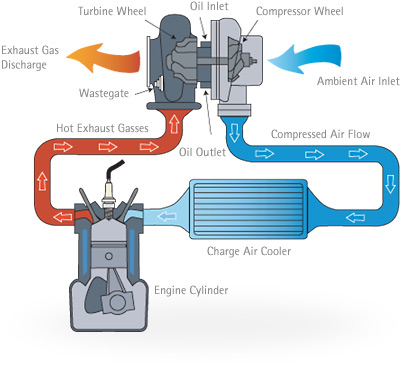 Turbine Wheel
Oil Inlet
Compressor Wheel
Exhaust Gas
Discharge
Ambient Air Inlet
Wastegate
Hot Exhaust Gasses
Compressed Air Flow
Oil Outlet
Charge Air Cooler
Engine Cylinder